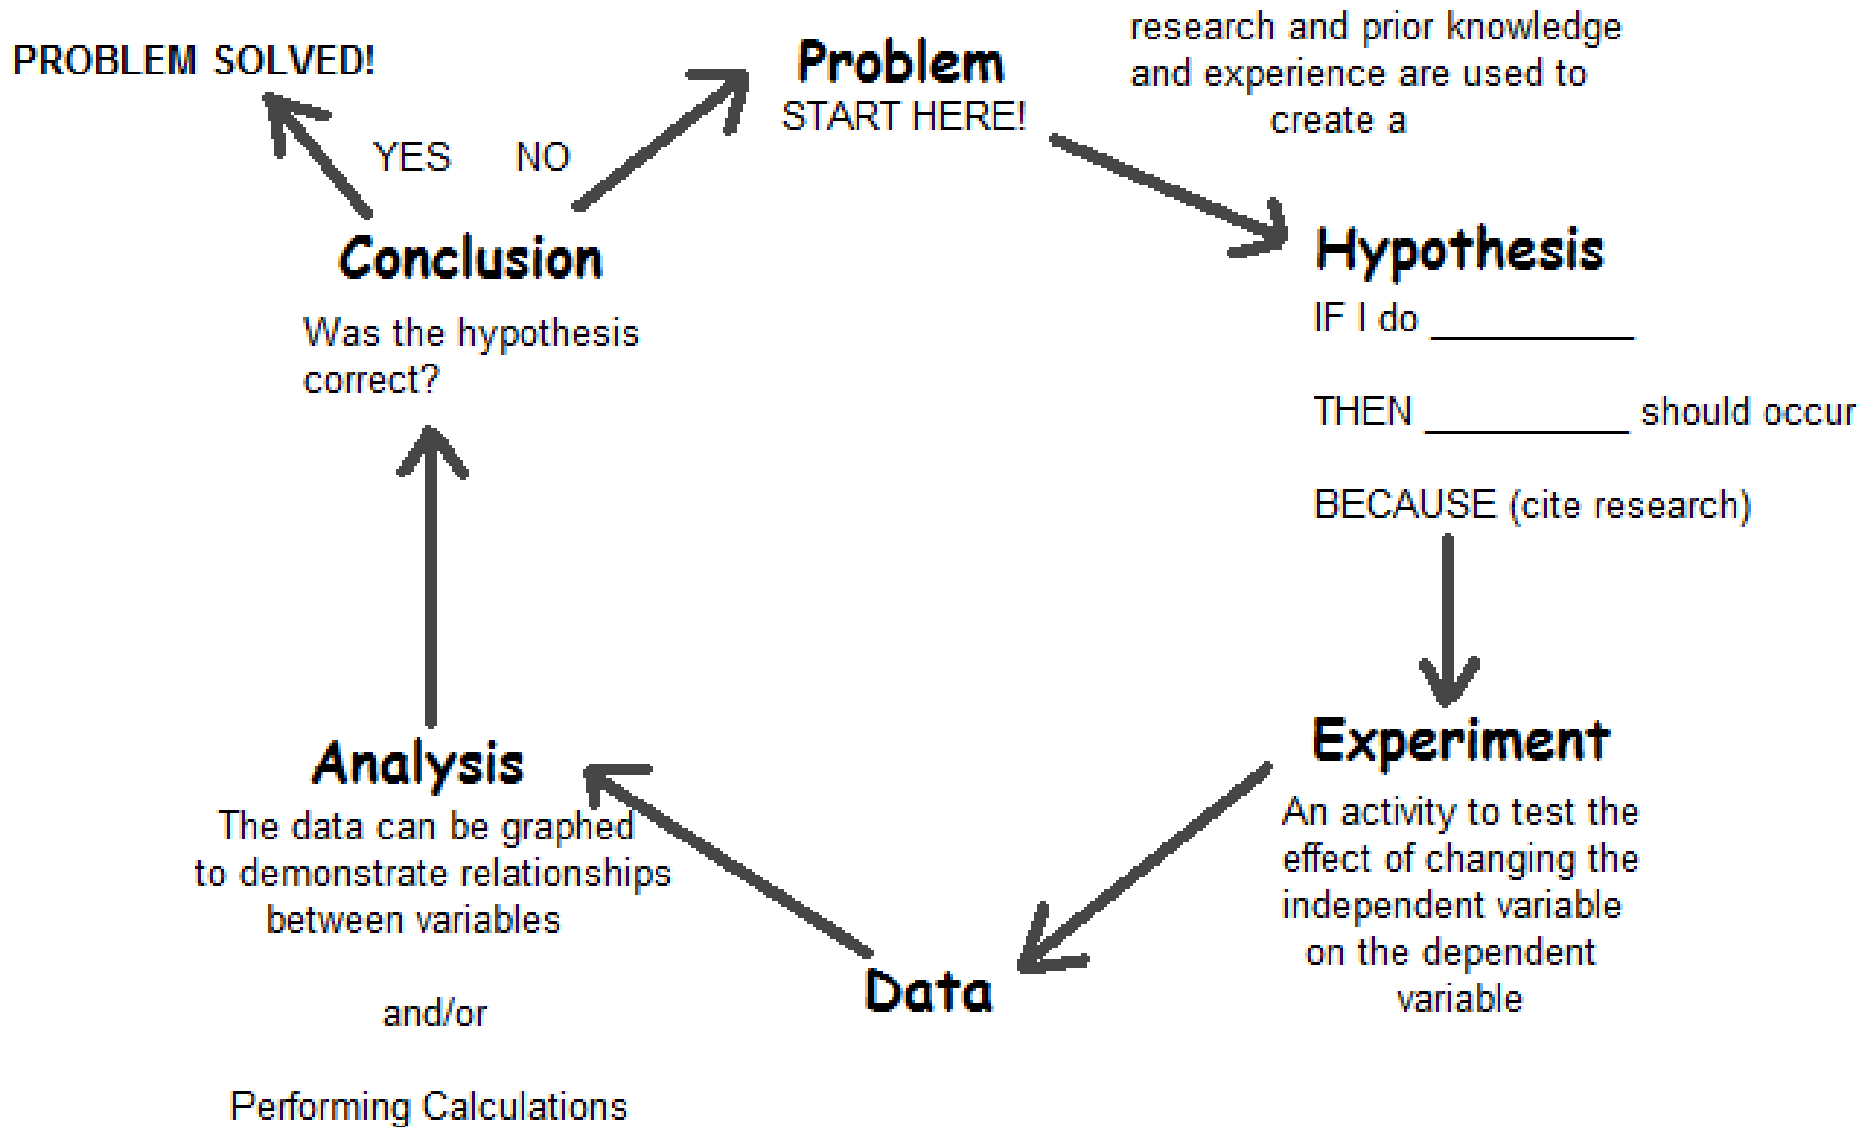 Problem
START HERE!
research and prior knowledge
and experience are used to
create a
Hypothesis
IF I do __________
THEN __________ should occur
BECAUSE (cite research)
Experiment
An activity to test the
effect of changing the
independent variable
on the dependent
variable
Data
Analysis
The data can be graphed
to demonstrate relationships
between variables
and/or
Performing Calculations
Conclusion
Was the hypothesis
correct?
YES
NO
PROBLEM SOLVED!